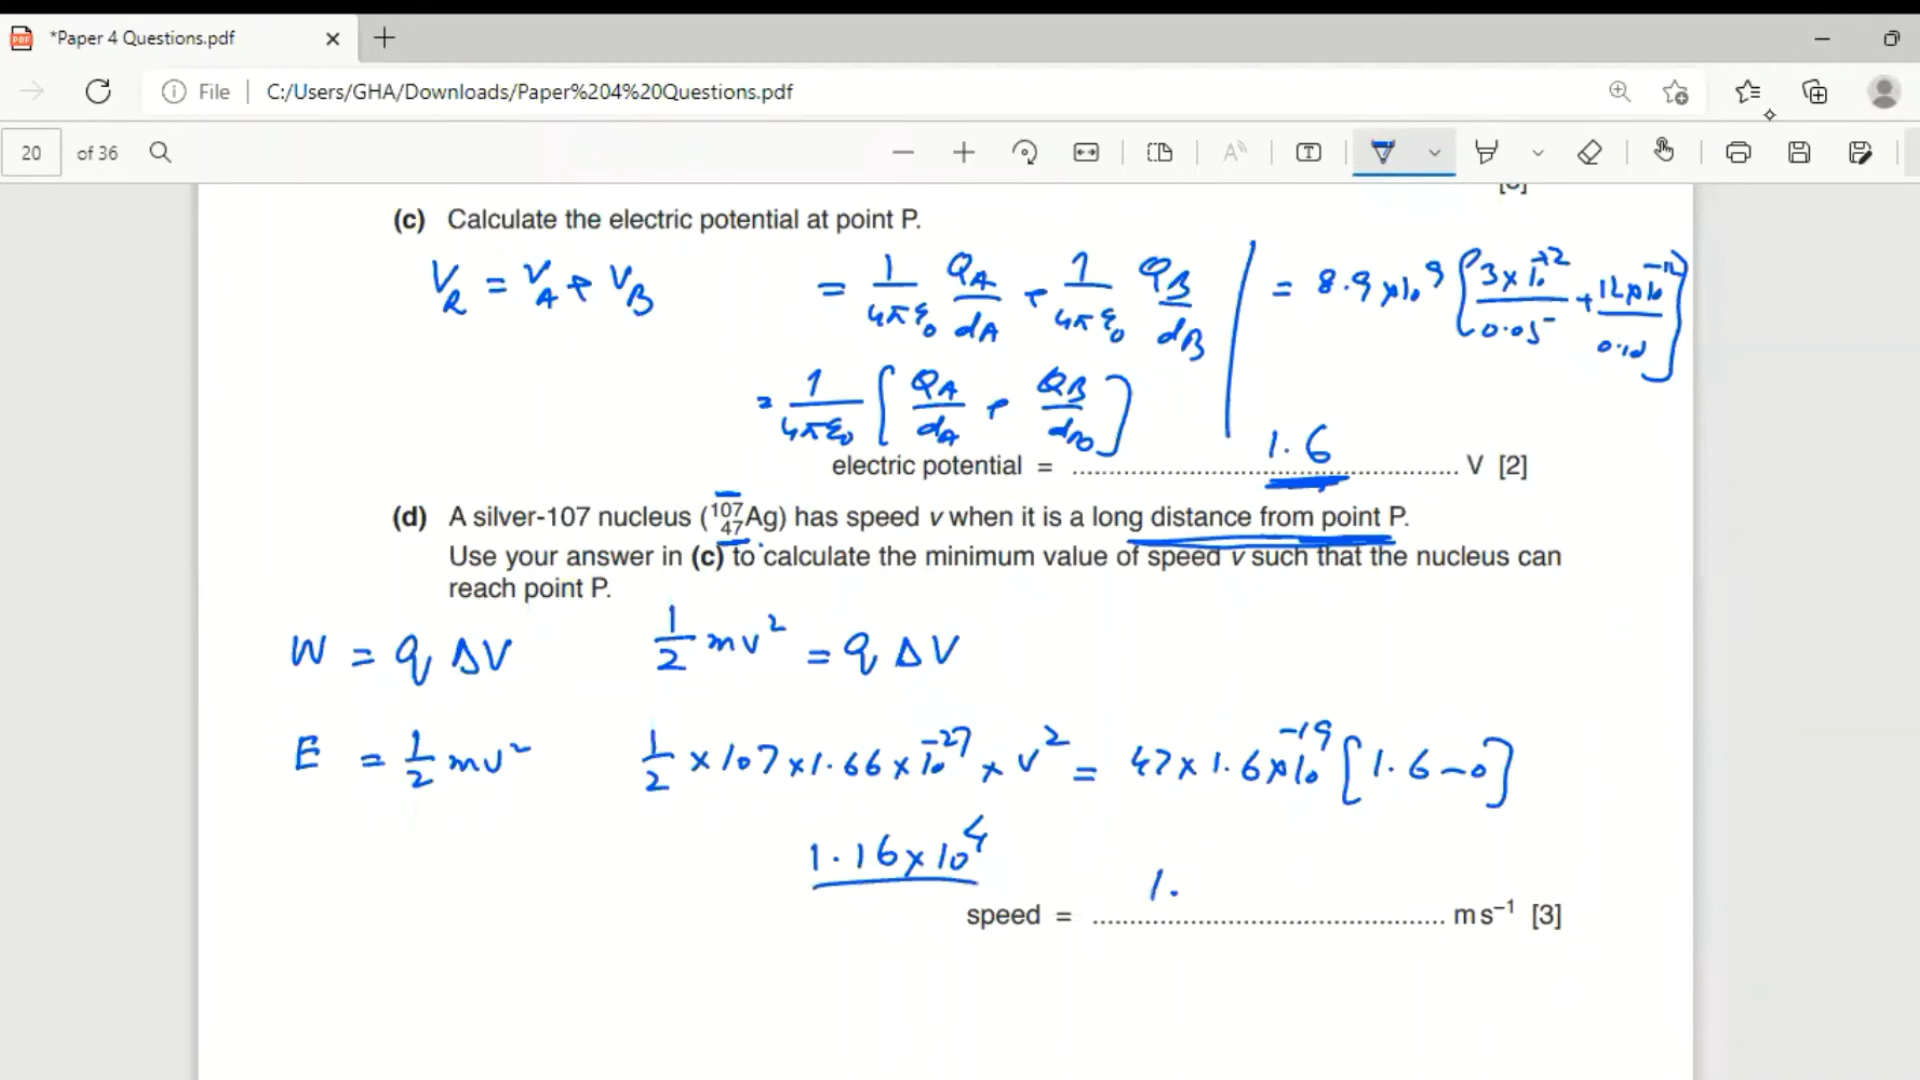 *Paper 4 Questions.pdf
File C:/Users/GHA/Downloads/Paper%204%20Questions.pdf
20 of 36
(c) Calculate the electric potential at point P.
V_R = V_A + V_B = 1/4πε₀ Q_A/d_A + 1/4πε₀ Q_B/d_B = 8.9×10⁹ [3×10⁻¹²/0.05 + 12×10⁻¹²/0.10]
= 1/4πε₀ [Q_A/d_A + Q_B/d_B]
1.6
electric potential = .......... V [2]
(d) A silver-107 nucleus (¹⁰⁷₄₇Ag) has speed v when it is a long distance from point P.
Use your answer in (c) to calculate the minimum value of speed v such that the nucleus can
reach point P.
W = q ΔV ½ mv² = q ΔV
E = ½ mv² ½ × 107 × 1.66 × 10⁻²⁷ × v² = 47 × 1.6 × 10⁻¹⁹ [1.6 – 0]
1.16 × 10⁴
1.
speed = .......... m s⁻¹ [3]